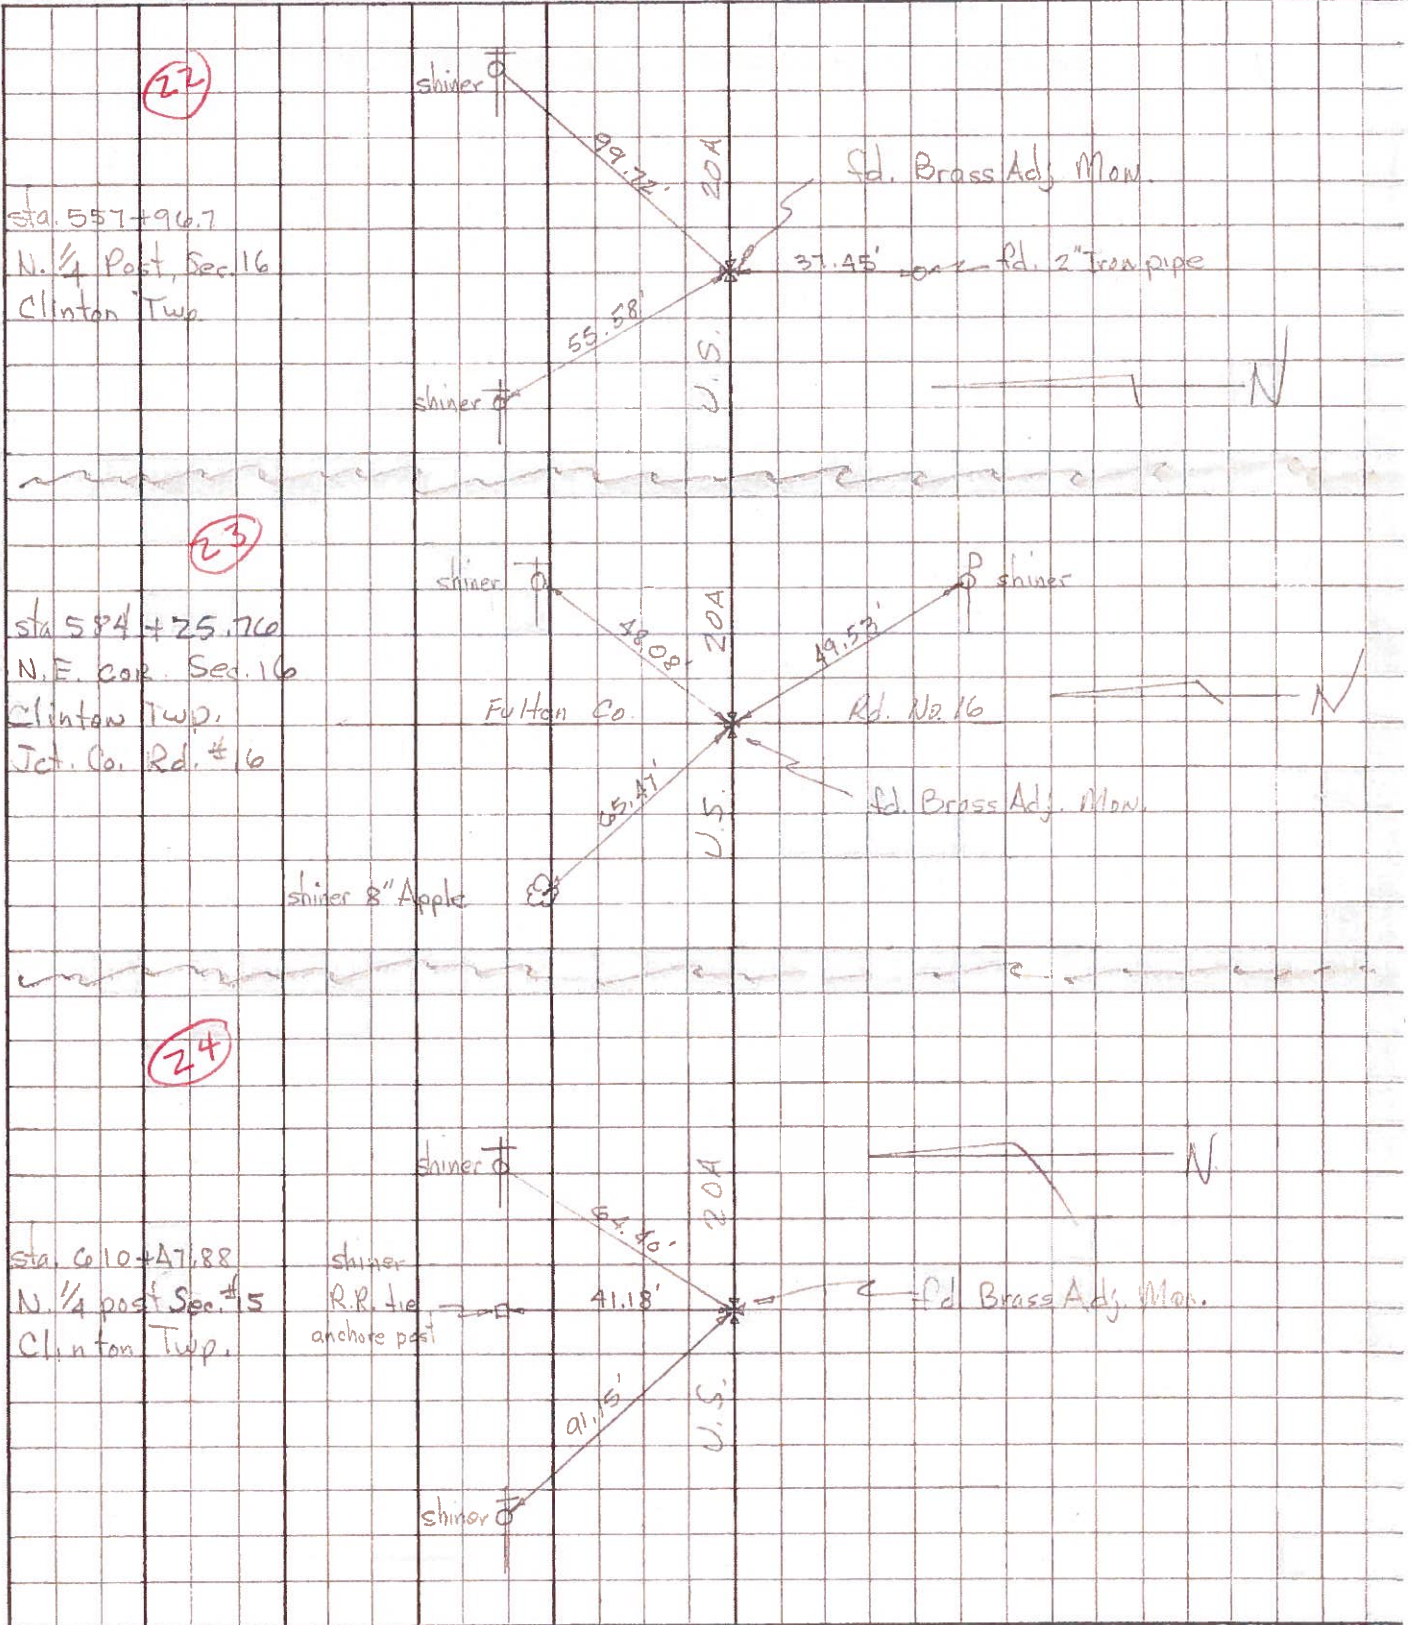 22
shiner
99.72'
20A
fd. Brass Adj. Mon.
sta. 557+96.7
N. 1/4 Post, Sec. 16
Clinton Twp.
37.45'
fd. 2" Iron pipe
55.58'
U.S.
shiner
N
23
shiner
shiner
48.08'
20A
49.53'
sta 584+25.76
N.E. cor. Sec. 16
Clinton Twp.
Jct. Co. Rd. #16
Fulton Co.
Rd. No. 16
N
65.47'
U.S.
fd. Brass Adj. Mon.
shiner 8" Apple
24
shiner
20A
N
64.40'
sta. 610+47.88
N. 1/4 post Sec. #15
Clinton Twp.
shiner
R.R. tie
anchore post
41.18'
fd Brass Adj. Mon.
91.15'
U.S.
shiner